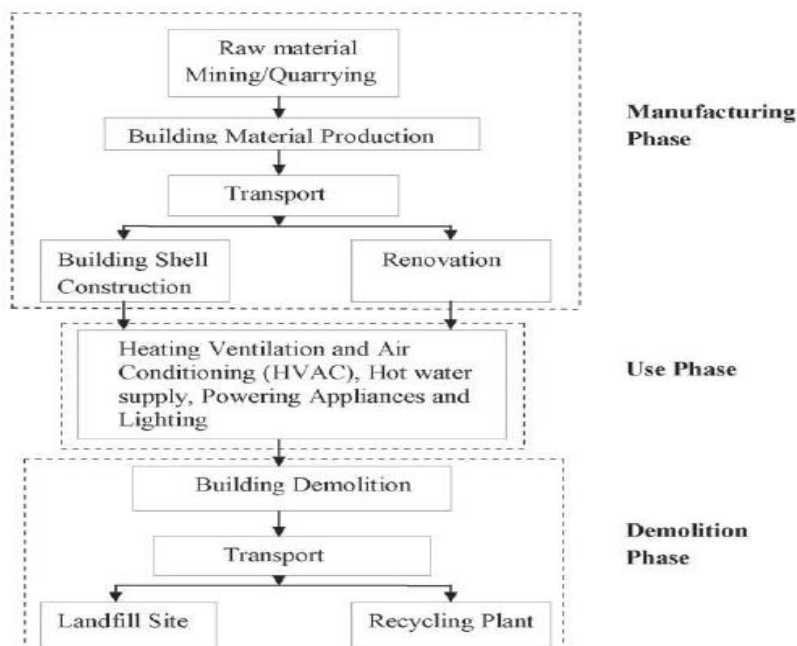 Raw material
Mining/Quarrying
Manufacturing
Phase
Building Material Production
Transport
Building Shell
Construction
Renovation
Heating Ventilation and Air
Conditioning (HVAC), Hot water
supply, Powering Appliances and
Lighting
Use Phase
Building Demolition
Demolition
Phase
Transport
Landfill Site
Recycling Plant